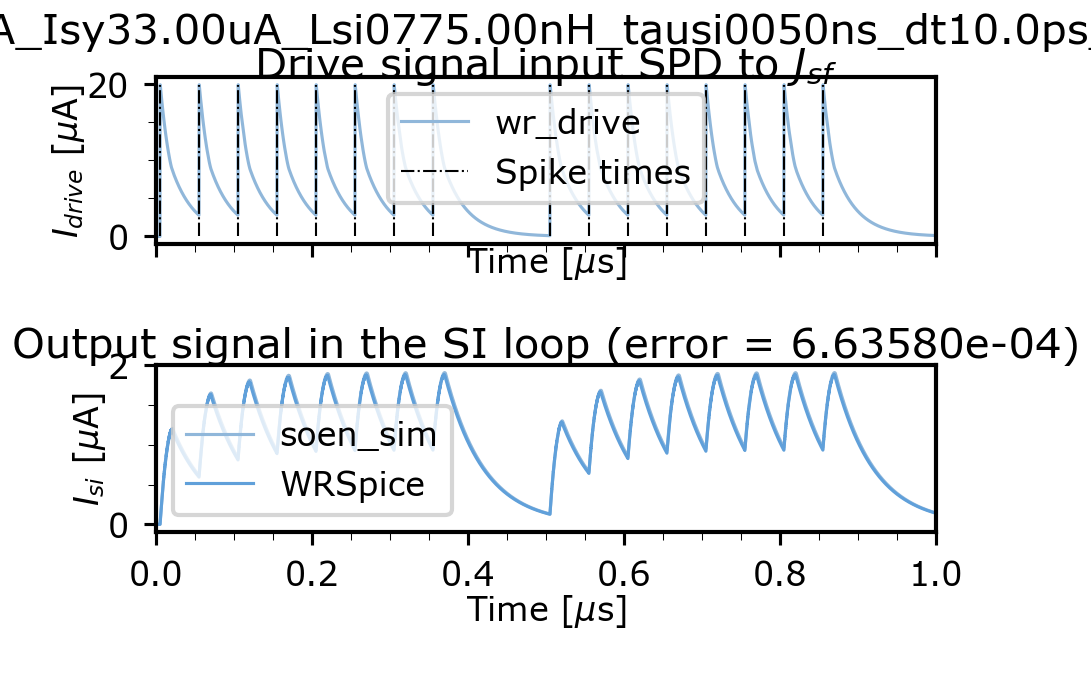 A_Isy33.00uA_Lsi0775.00nH_tausi0050ns_dt10.0ps_
Drive signal input SPD to J_sf
20
0
I_drive [μA]
wr_drive
Spike times
Time [μs]
Output signal in the SI loop (error = 6.63580e-04)
2
0
I_si [μA]
soen_sim
WRSpice
0.0 0.2 0.4 0.6 0.8 1.0
Time [μs]